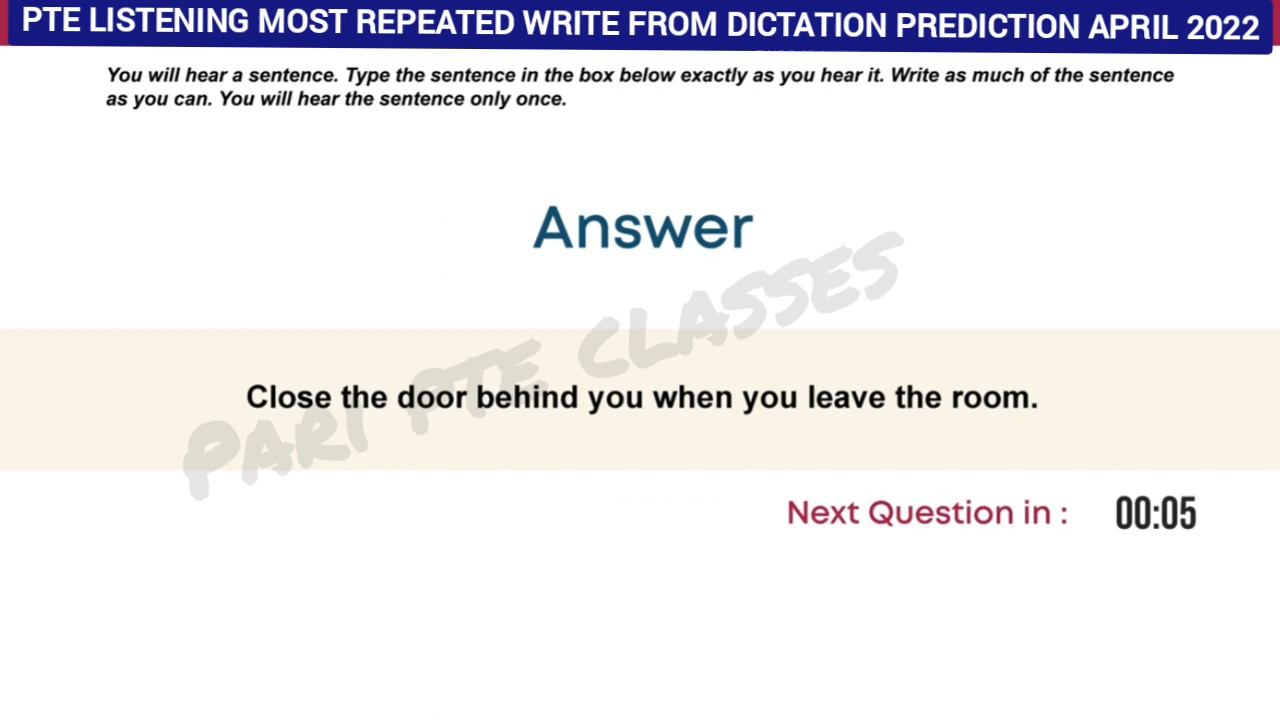 PTE LISTENING MOST REPEATED WRITE FROM DICTATION PREDICTION APRIL 2022
You will hear a sentence. Type the sentence in the box below exactly as you hear it. Write as much of the sentence
as you can. You will hear the sentence only once.
Answer
PARI PTE CLASSES
Close the door behind you when you leave the room.
Next Question in : 00:05